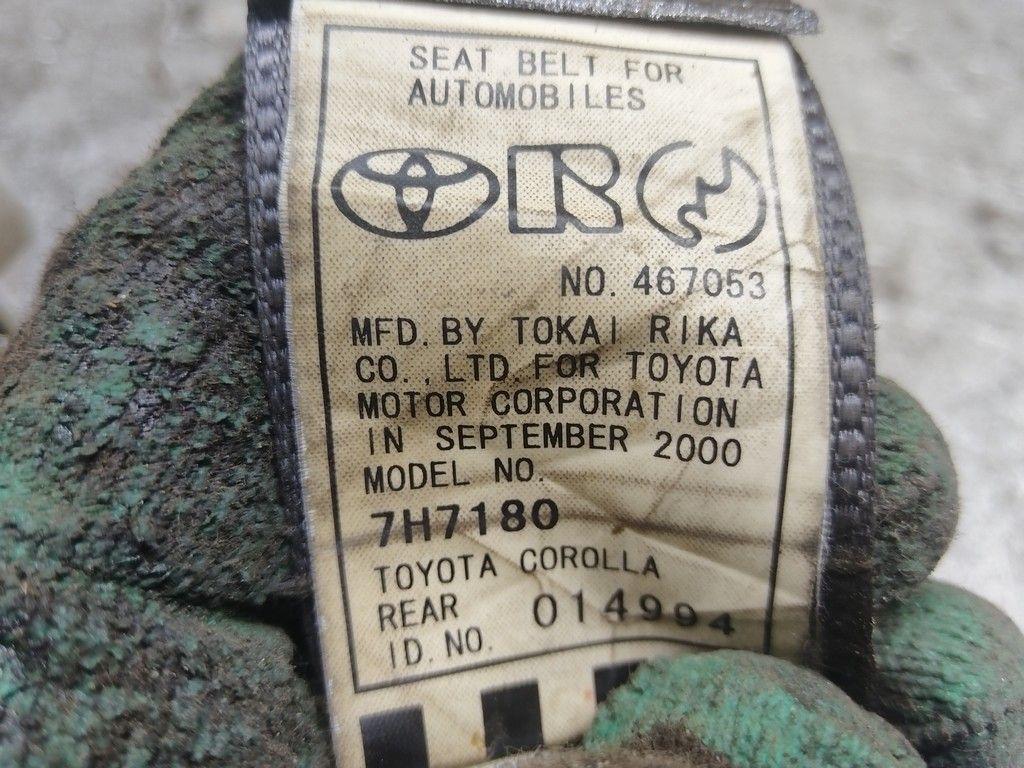 SEAT BELT FOR
AUTOMOBILES
NO. 467053
MFD. BY TOKAI RIKA
CO., LTD FOR TOYOTA
MOTOR CORPORATION
IN SEPTEMBER 2000
MODEL NO.
7H7180
TOYOTA COROLLA
REAR
ID. NO. 014994